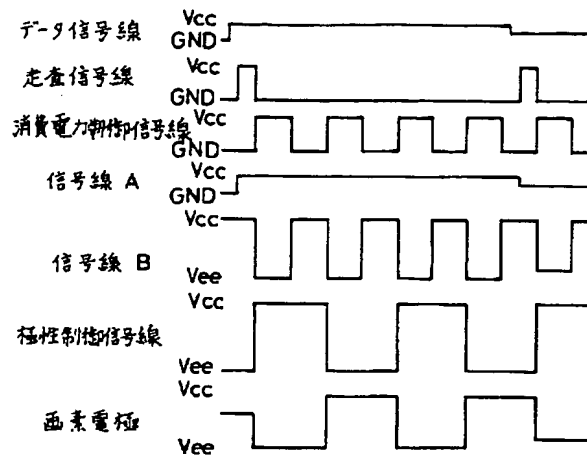 データ信号線 Vcc
GND
走査信号線 Vcc
GND
消費電力制御信号線 Vcc
GND
信号線 A Vcc
GND
Vcc
信号線 B
Vee
Vcc
極性制御信号線
Vee
Vcc
画素電極
Vee